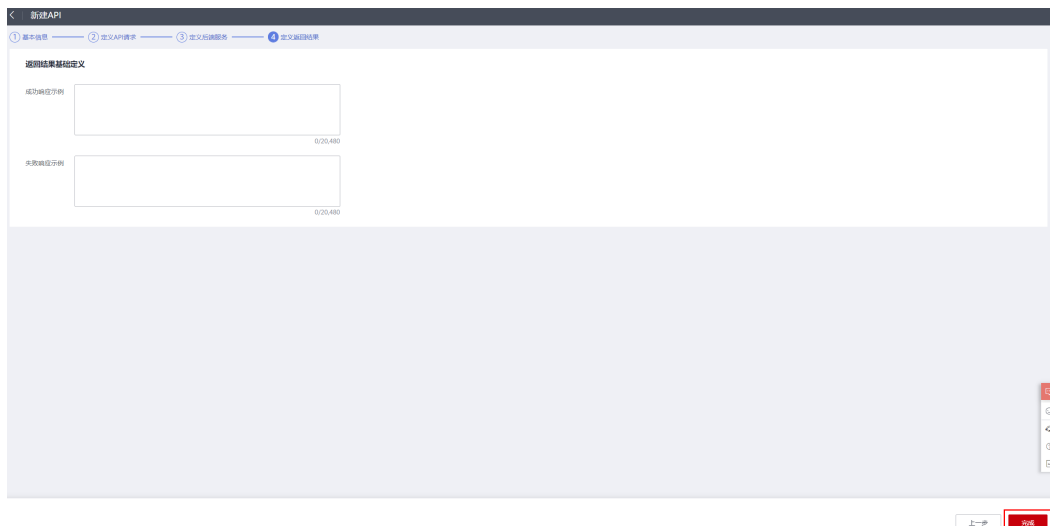 新建API
1 基本信息 2 定义API请求 3 定义后端服务 4 定义返回结果
返回结果基础定义
成功响应示例
0/20,480
失败响应示例
0/20,480
上一步 完成